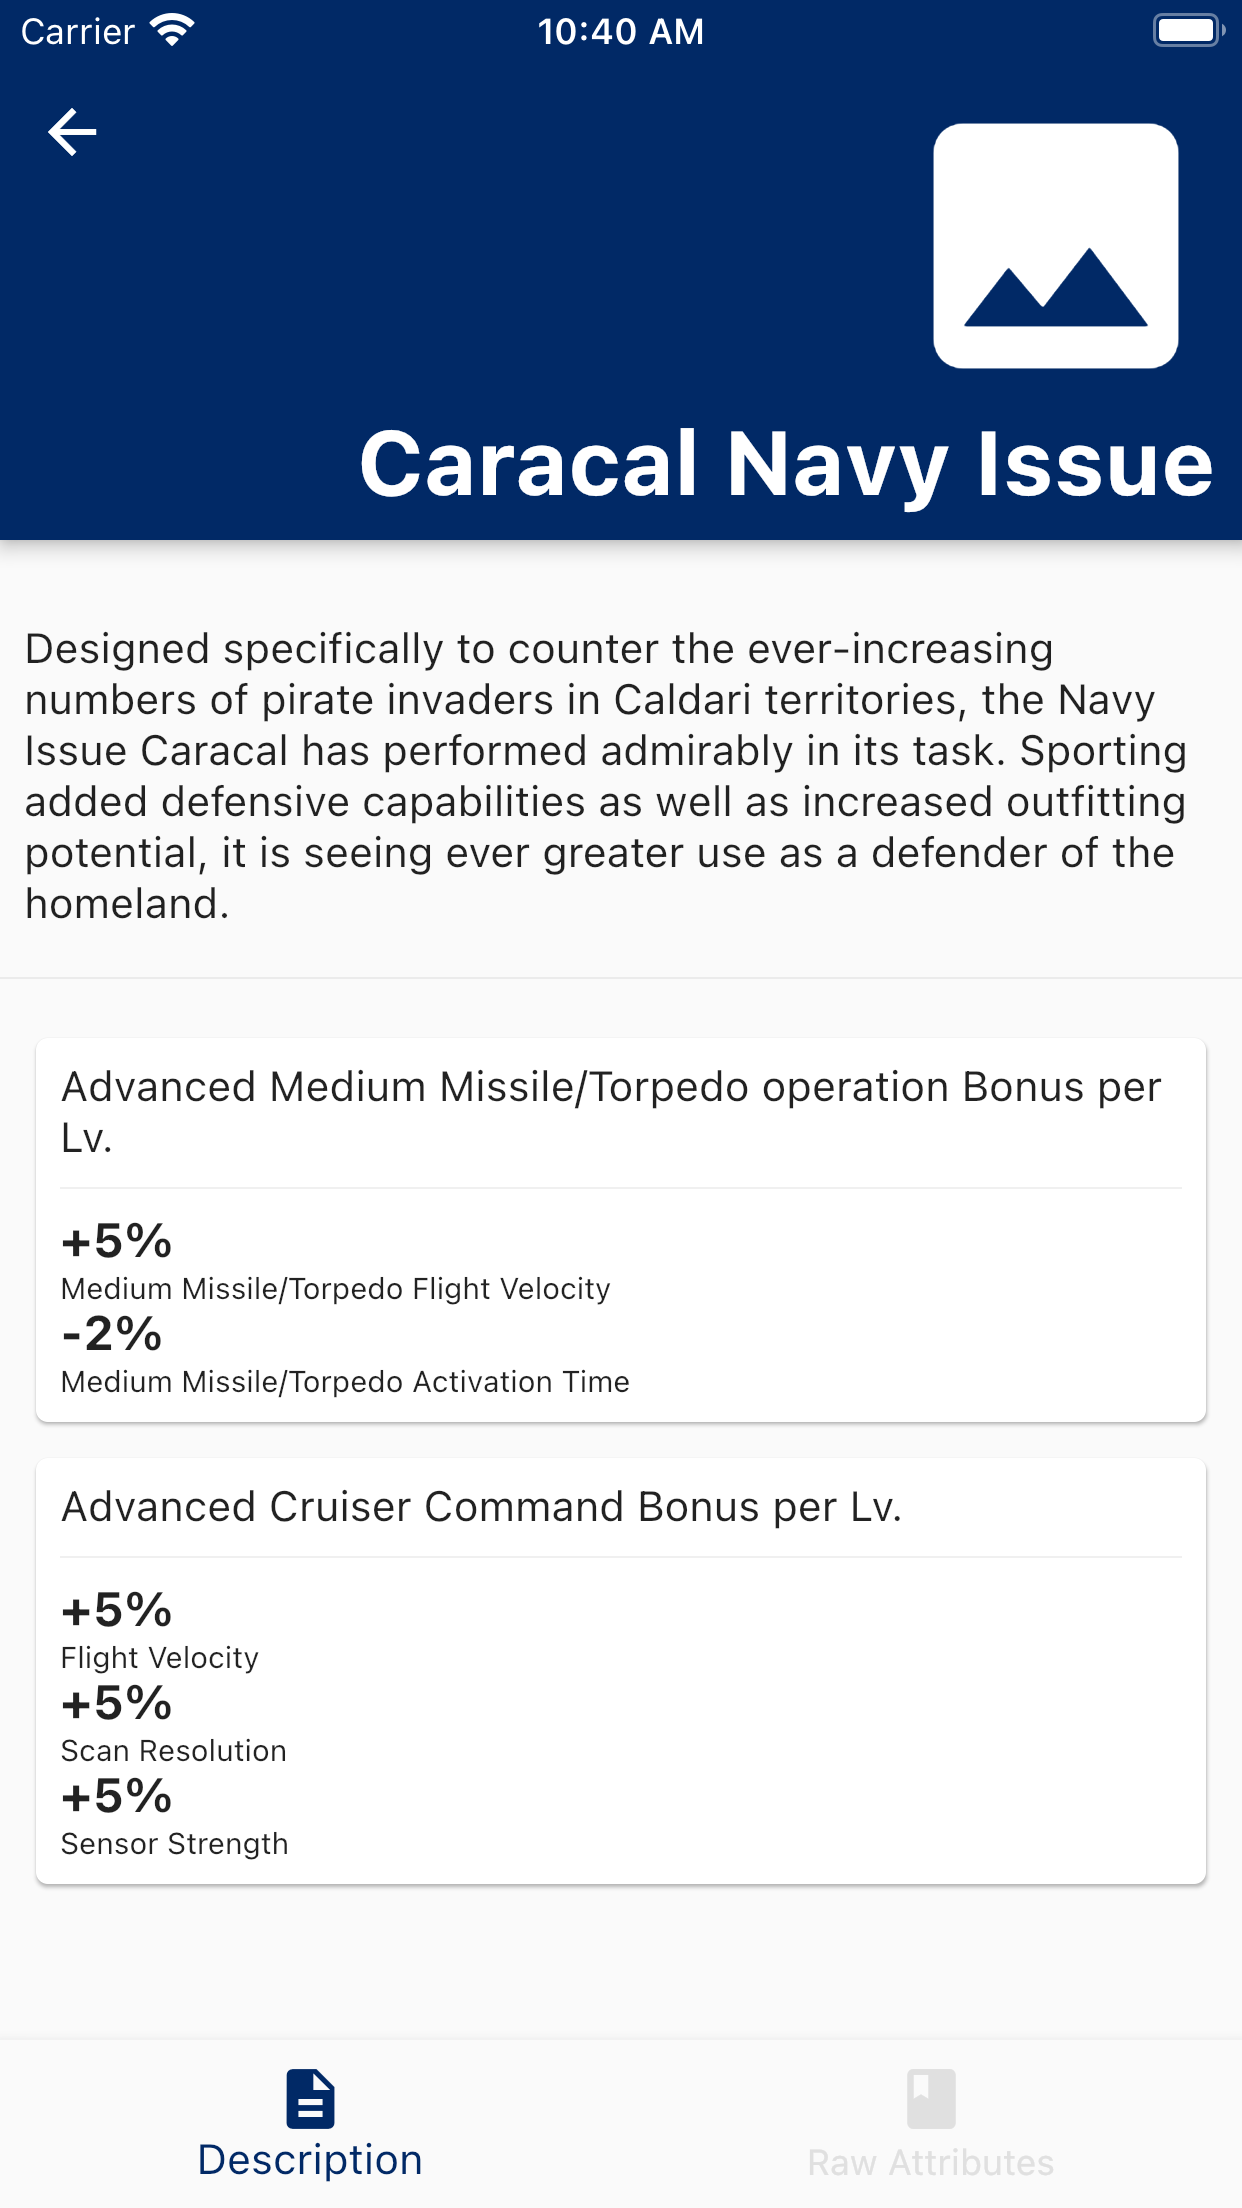 Carrier
10:40 AM
Caracal Navy Issue
Designed specifically to counter the ever-increasing
numbers of pirate invaders in Caldari territories, the Navy
Issue Caracal has performed admirably in its task. Sporting
added defensive capabilities as well as increased outfitting
potential, it is seeing ever greater use as a defender of the
homeland.
Advanced Medium Missile/Torpedo operation Bonus per
Lv.
+5%
Medium Missile/Torpedo Flight Velocity
-2%
Medium Missile/Torpedo Activation Time
Advanced Cruiser Command Bonus per Lv.
+5%
Flight Velocity
+5%
Scan Resolution
+5%
Sensor Strength
Description
Raw Attributes